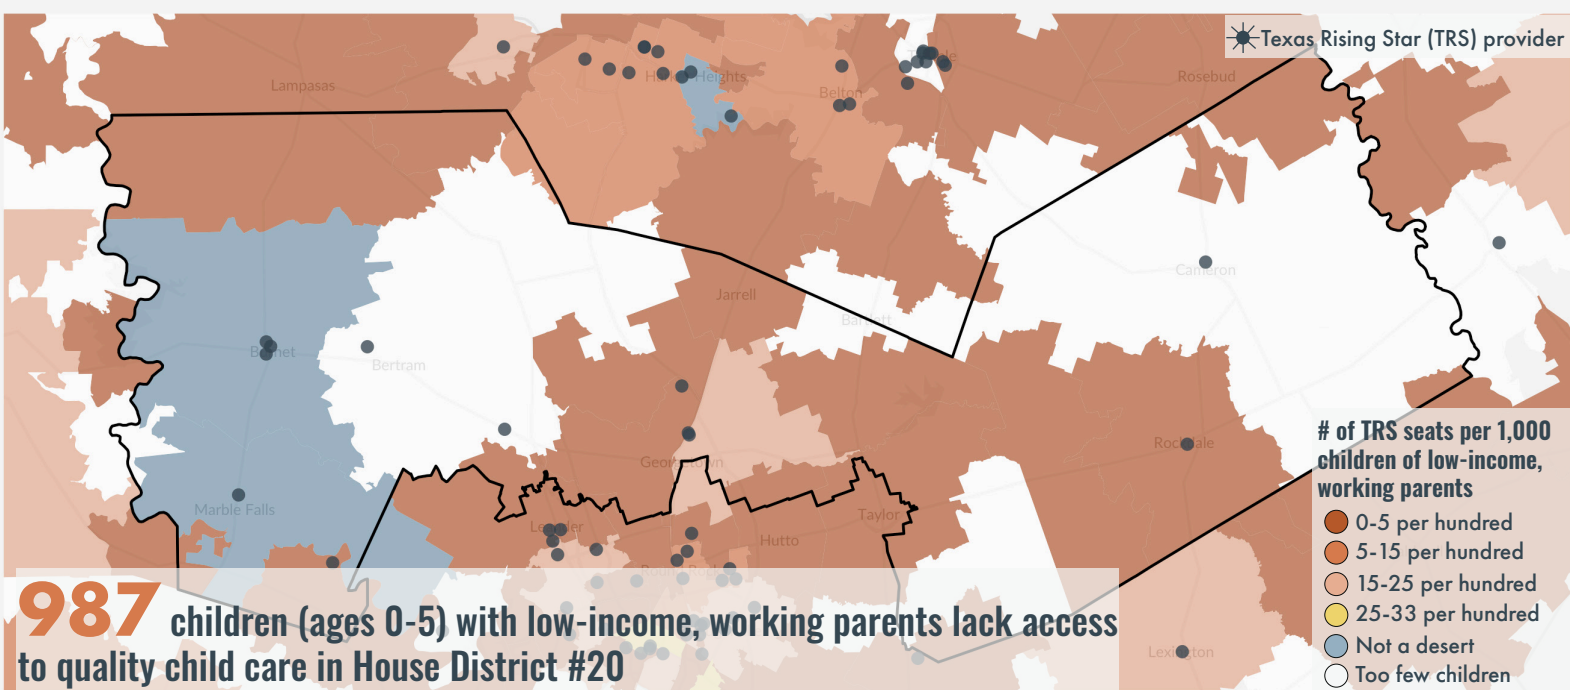 Texas Rising Star (TRS) provider
Lampasas
Heights
Rosebud
Belton
Cameron
Jarrell
Bartlett
Bertram
Rockdale
Georgetown
Marble Falls
Taylor
Leander
Hutto
Lexington
# of TRS seats per 1,000
children of low-income,
working parents
0-5 per hundred
5-15 per hundred
15-25 per hundred
25-33 per hundred
Not a desert
Too few children
987 children (ages 0-5) with low-income, working parents lack access
to quality child care in House District #20